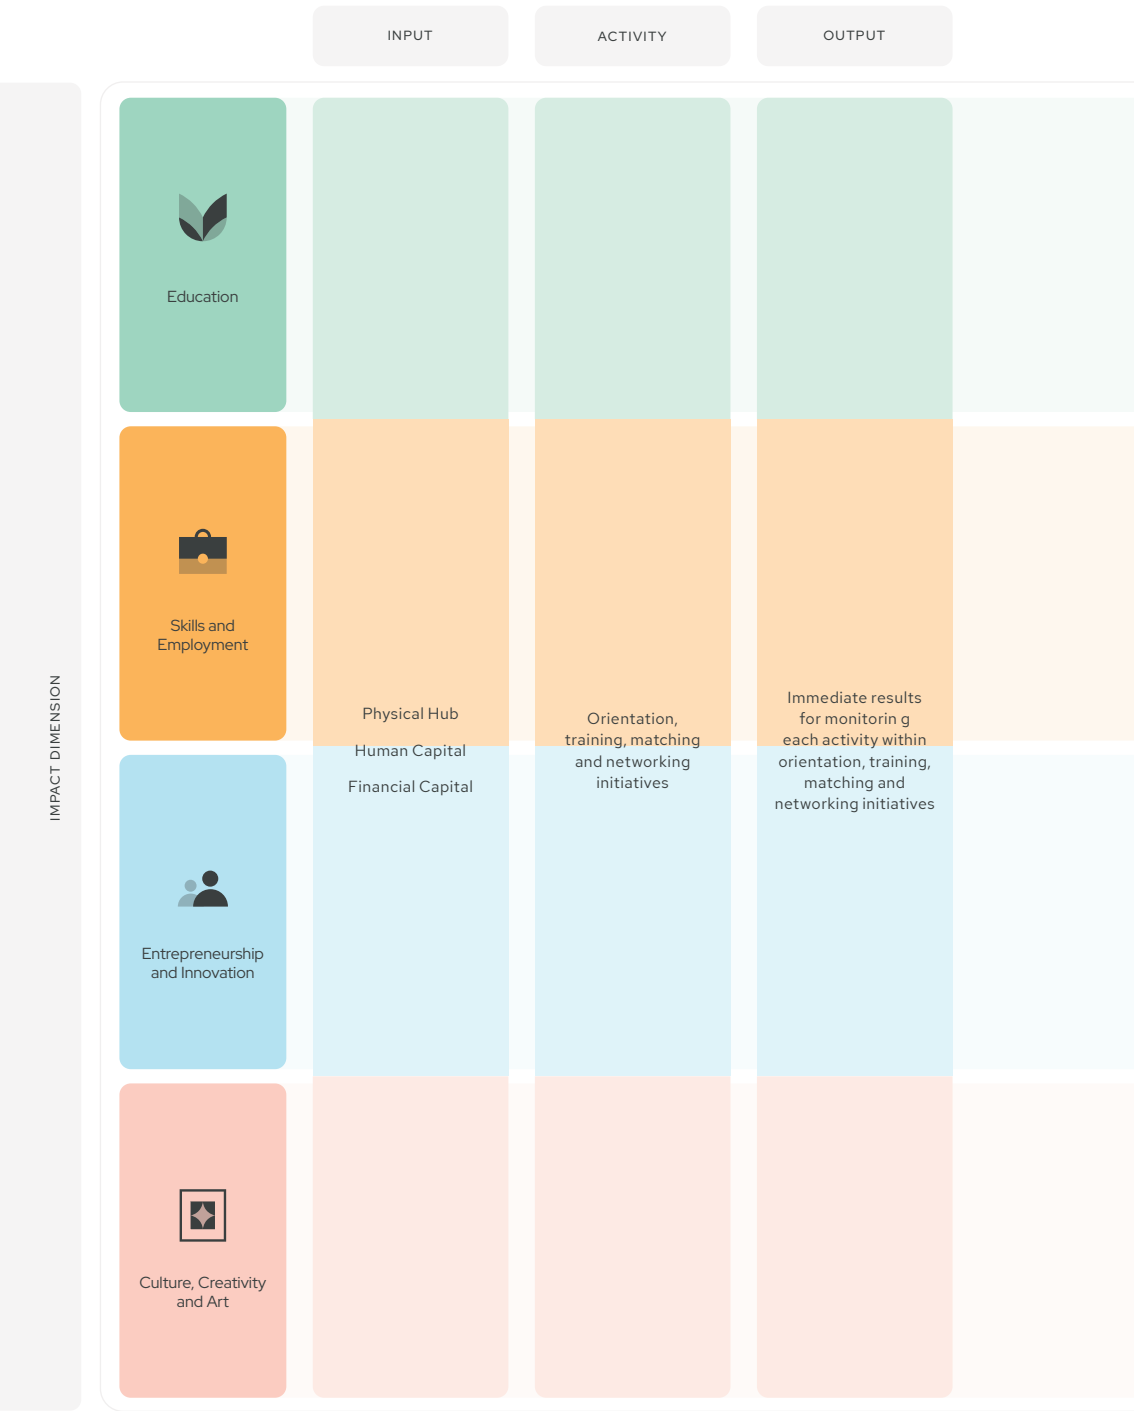 INPUT
ACTIVITY
OUTPUT
IMPACT DIMENSION
Education
Skills and
Employment
Entrepreneurship
and Innovation
Culture, Creativity
and Art
Physical Hub
Human Capital
Financial Capital
Orientation,
training, matching
and networking
initiatives
Immediate results
for monitorin g
each activity within
orientation, training,
matching and
networking initiatives